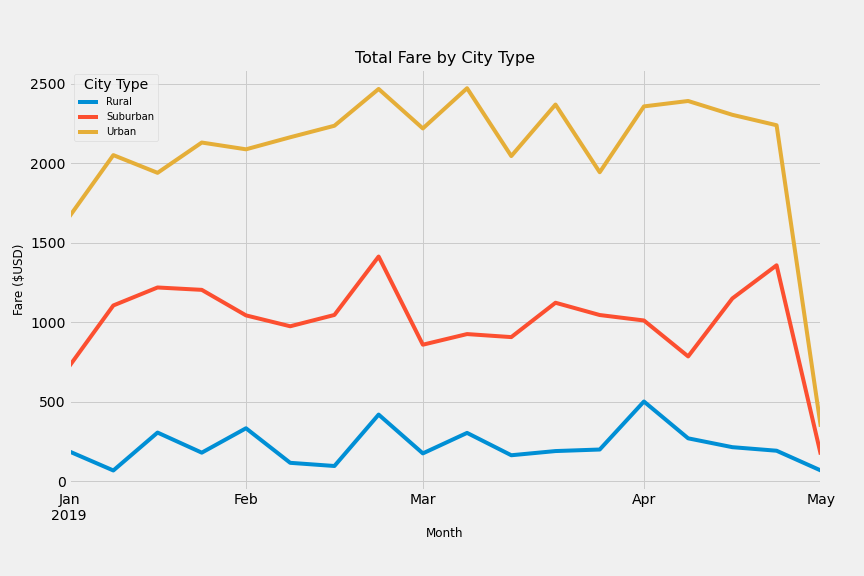 Total Fare by City Type
City Type
Rural
Suburban
Urban
Fare ($USD)
2500
2000
1500
1000
500
0
Jan
2019
Feb
Mar
Apr
May
Month